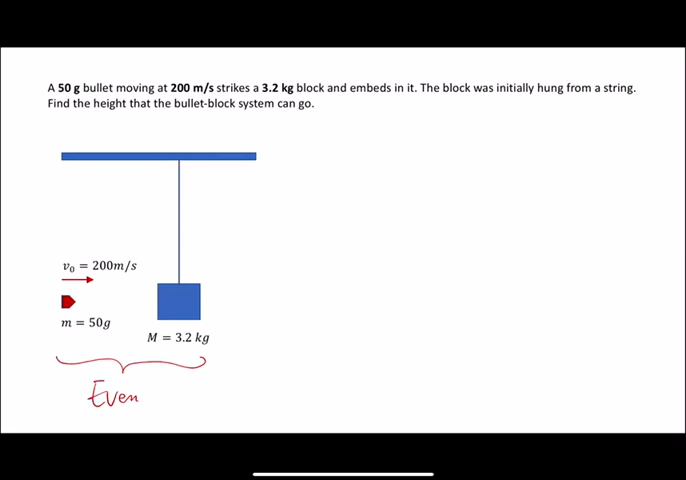 A 50 g bullet moving at 200 m/s strikes a 3.2 kg block and embeds in it. The block was initially hung from a string.
Find the height that the bullet-block system can go.
v₀ = 200m/s
m = 50g
M = 3.2 kg
Even